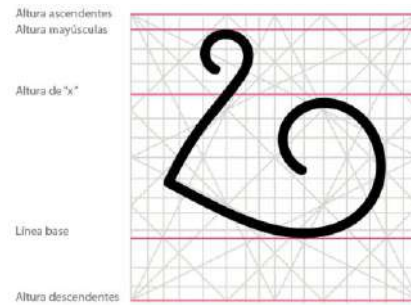 Altura ascendentes
Altura mayúsculas
Altura de "x"
Línea base
Altura descendentes